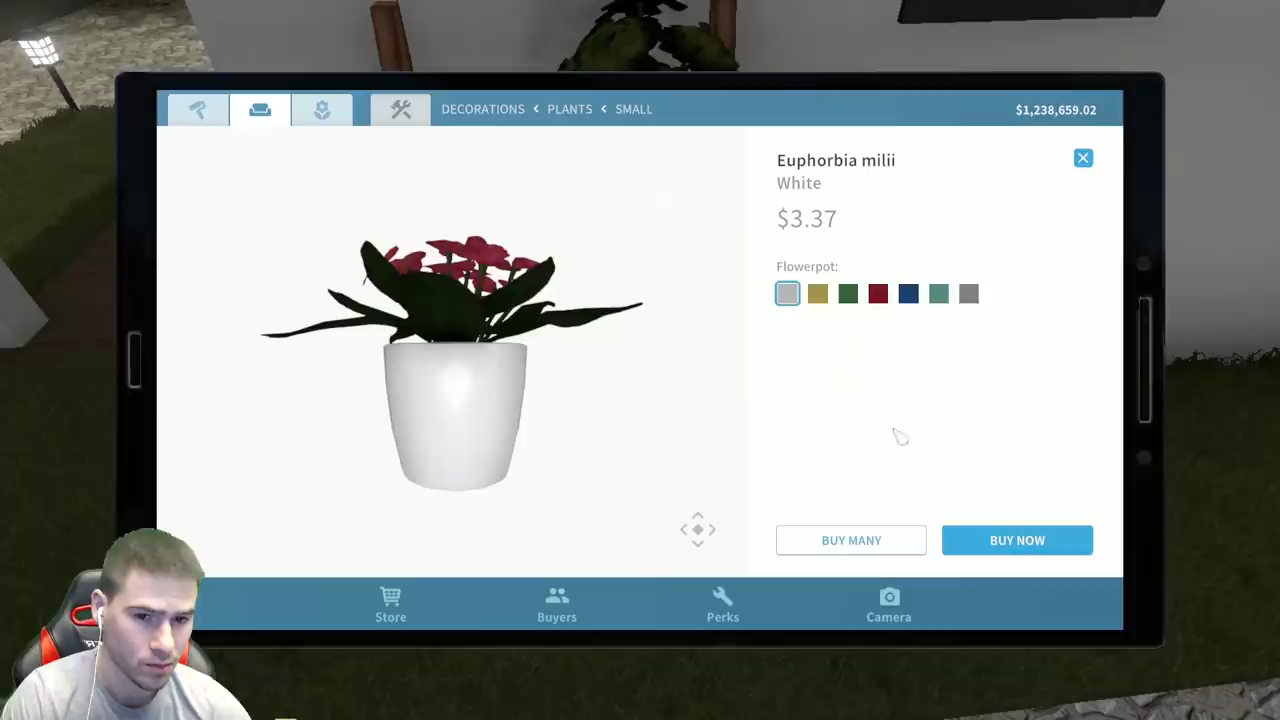 DECORATIONS < PLANTS < SMALL
$1,238,659.02
Euphorbia milii
White
$3.37
Flowerpot:
BUY MANY
BUY NOW
Store
Buyers
Perks
Camera